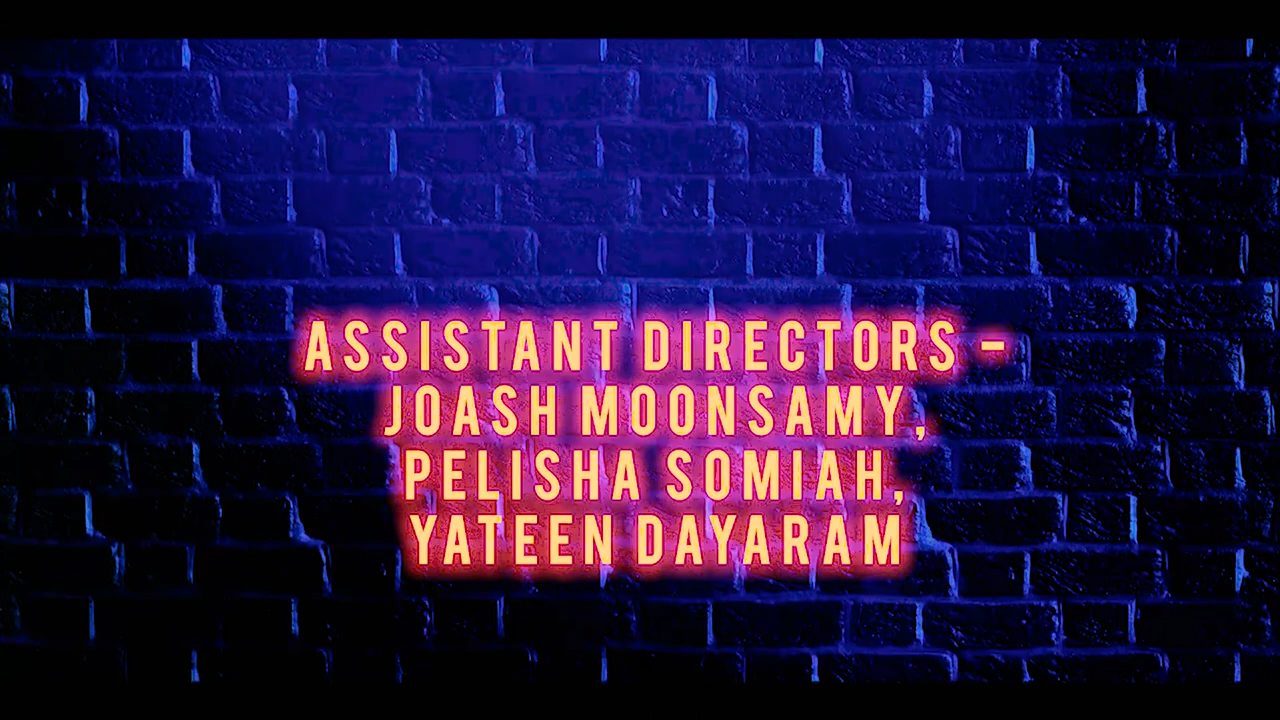 ASSISTANT DIRECTORS –
JOASH MOONSAMY,
PELISHA SOMIAH,
YATEEN DAYARAM